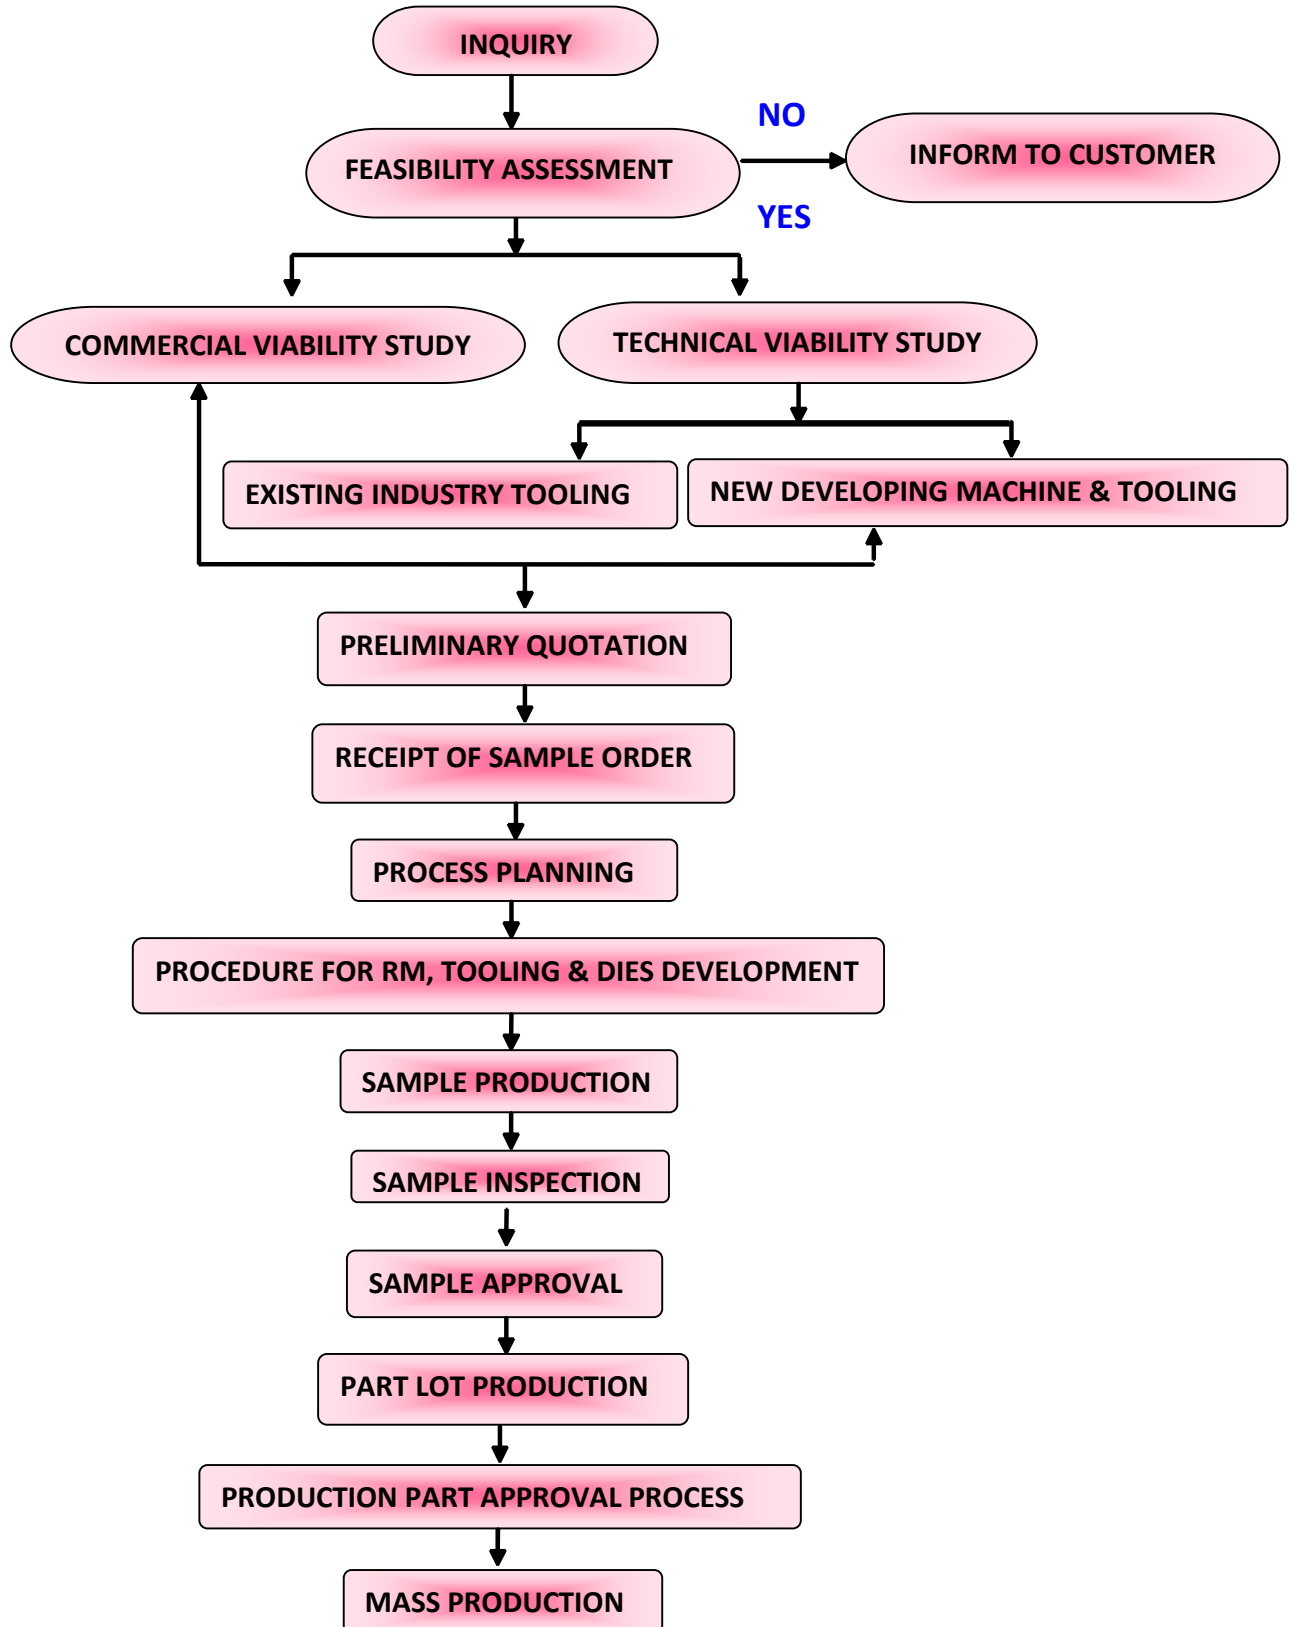 INQUIRY
NO
FEASIBILITY ASSESSMENT
INFORM TO CUSTOMER
YES
COMMERCIAL VIABILITY STUDY
TECHNICAL VIABILITY STUDY
EXISTING INDUSTRY TOOLING
NEW DEVELOPING MACHINE & TOOLING
PRELIMINARY QUOTATION
RECEIPT OF SAMPLE ORDER
PROCESS PLANNING
PROCEDURE FOR RM, TOOLING & DIES DEVELOPMENT
SAMPLE PRODUCTION
SAMPLE INSPECTION
SAMPLE APPROVAL
PART LOT PRODUCTION
PRODUCTION PART APPROVAL PROCESS
MASS PRODUCTION